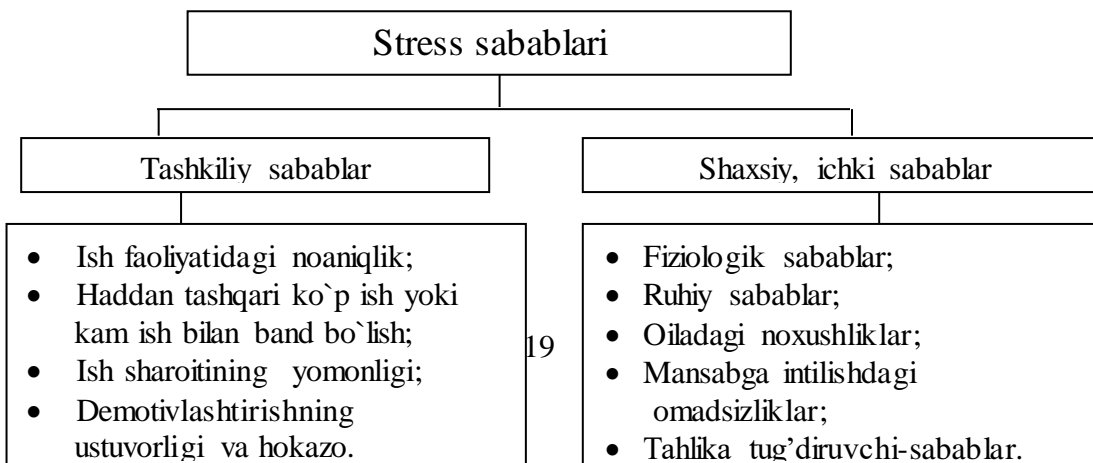 Stress sabablari
Tashkiliy sabablar
Shaxsiy, ichki sabablar
• Ish faoliyatidagi noaniqlik;
• Haddan tashqari ko`p ish yoki
kam ish bilan band bo`lish;
• Ish sharoitining yomonligi;
• Demotivlashtirishning
ustuvorligi va hokazo.
19
• Fiziologik sabablar;
• Ruhiy sabablar;
• Oiladagi noxushliklar;
• Mansabga intilishdagi
omadsizliklar;
• Tahlika tug’diruvchi-sabablar.